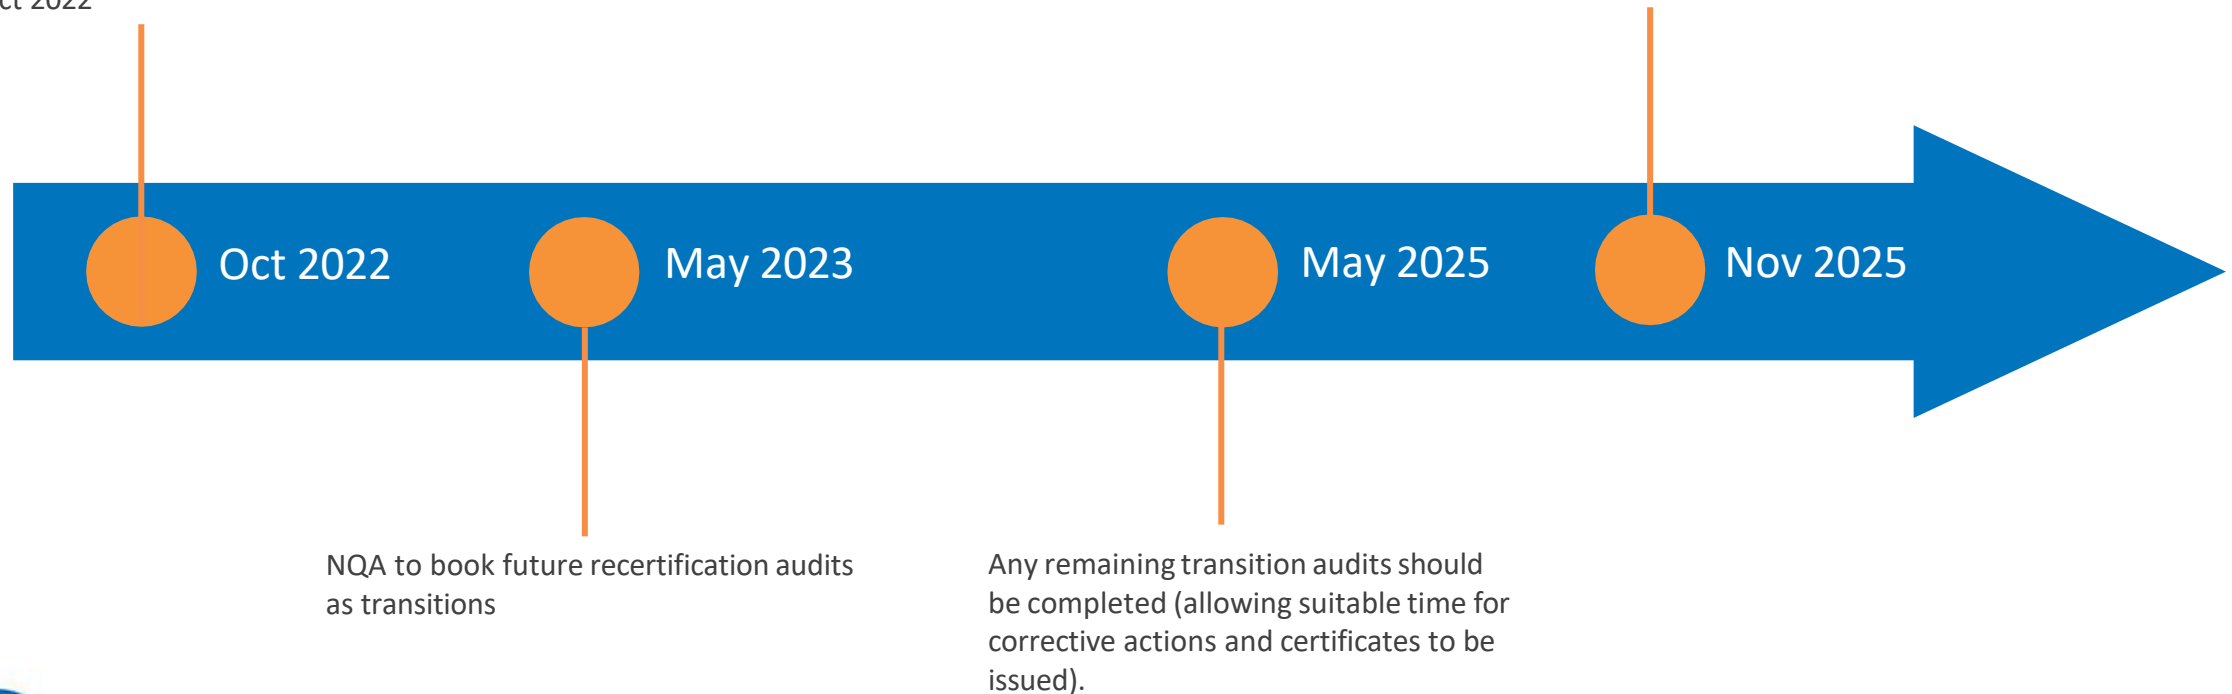 Oct 2022
May 2023
May 2025
Nov 2025
NQA to book future recertification audits
as transitions
Any remaining transition audits should
be completed (allowing suitable time for
corrective actions and certificates to be
issued).